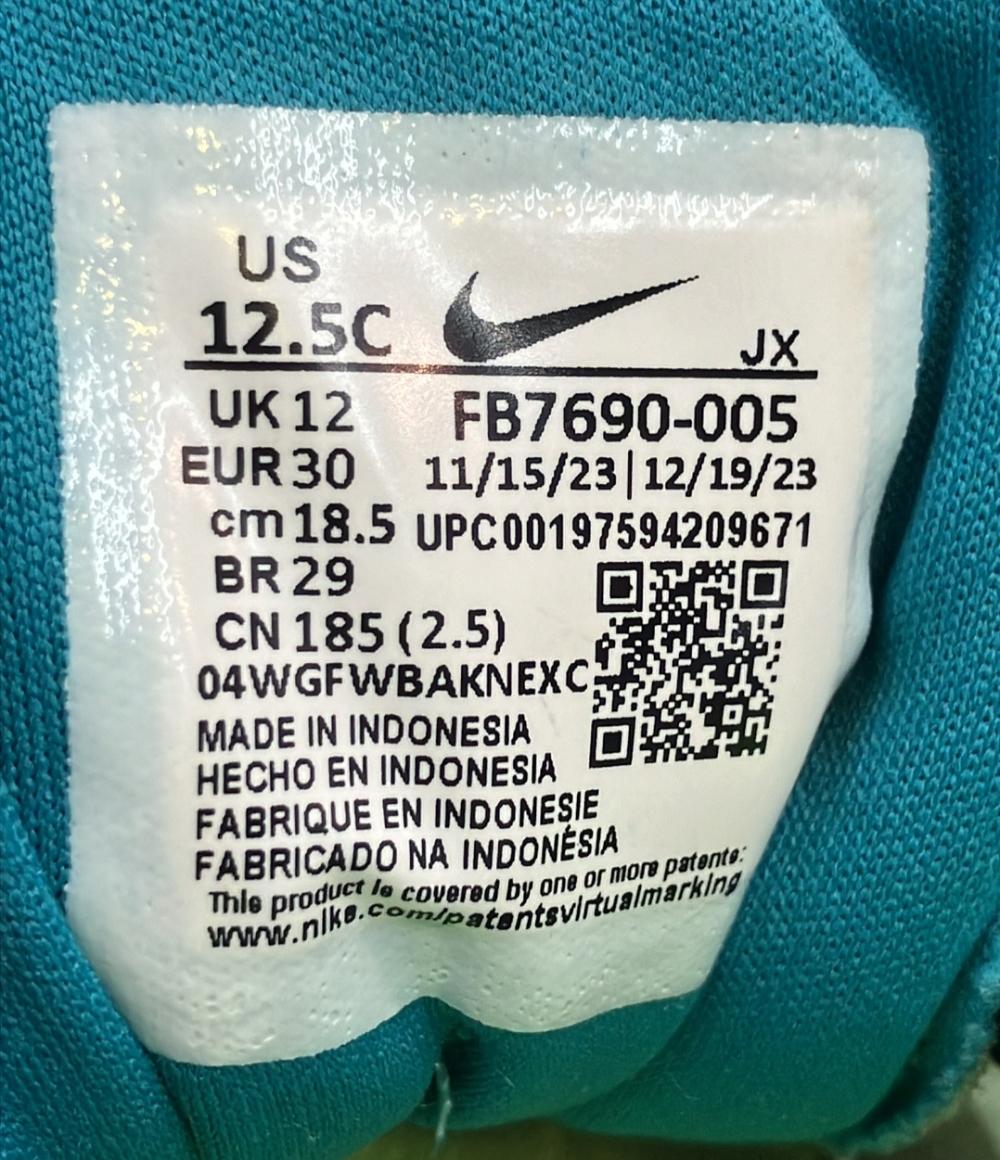 US
12.5C
JX
UK 12 FB7690-005
EUR 30 11/15/23|12/19/23
cm 18.5 UPC00197594209671
BR 29
CN 185 (2.5)
04WGFWBAKNEXC
MADE IN INDONESIA
HECHO EN INDONESIA
FABRIQUE EN INDONESIE
FABRICADO NA INDONÉSIA
This product is covered by one or more patents:
www.nike.com/patentsvirtualmarking